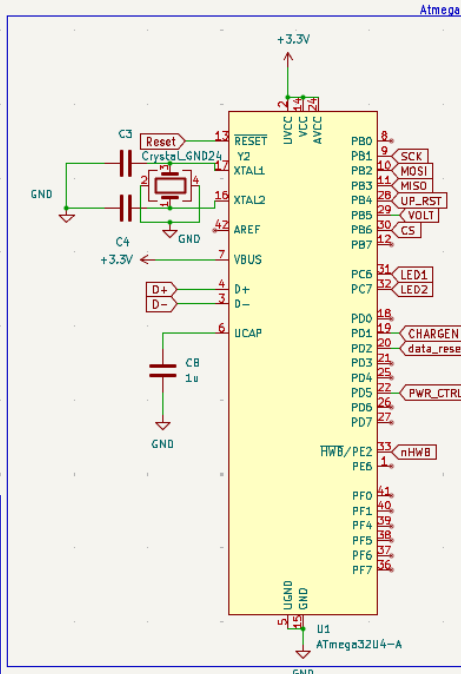 Atmega
+3.3V
2
14
24
UVCC
VCC
AVCC
C3
Reset
13
RESET
PB0
8
Crystal_GND24
Y2
17
XTAL1
PB1
9
SCK
PB2
10
MOSI
PB3
11
MISO
3
2
4
1
GND
16
XTAL2
PB4
28
UP_RST
PB5
29
VOLT
C4
GND
42
AREF
PB6
30
CS
PB7
12
+3.3V
7
VBUS
PC6
31
LED1
D+
4
D+
PC7
32
LED2
D-
3
D-
PD0
18
6
UCAP
PD1
19
CHARGEN
PD2
20
data_rese
PD3
21
C8
1u
PD4
25
PD5
22
PWR_CTRL
PD6
26
PD7
27
GND
HWB/PE2
33
nHWB
PE6
1
PF0
41
PF1
40
PF4
39
PF5
38
PF6
37
PF7
36
UGND
GND
5
15
U1
ATmega32U4-A
GND